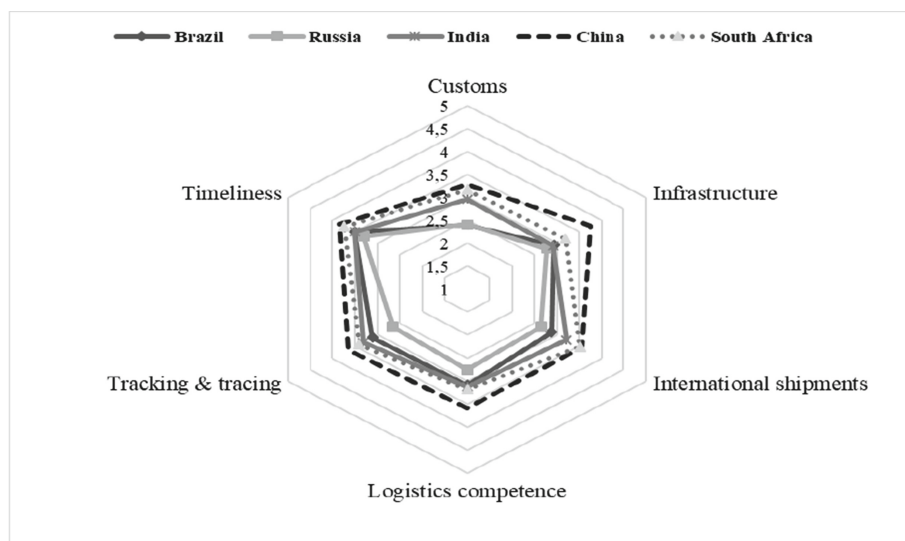 Brazil Russia India China South Africa
Customs
5
4,5
4
3,5
3
2,5
2
1,5
1
Timeliness
Infrastructure
Tracking & tracing
International shipments
Logistics competence